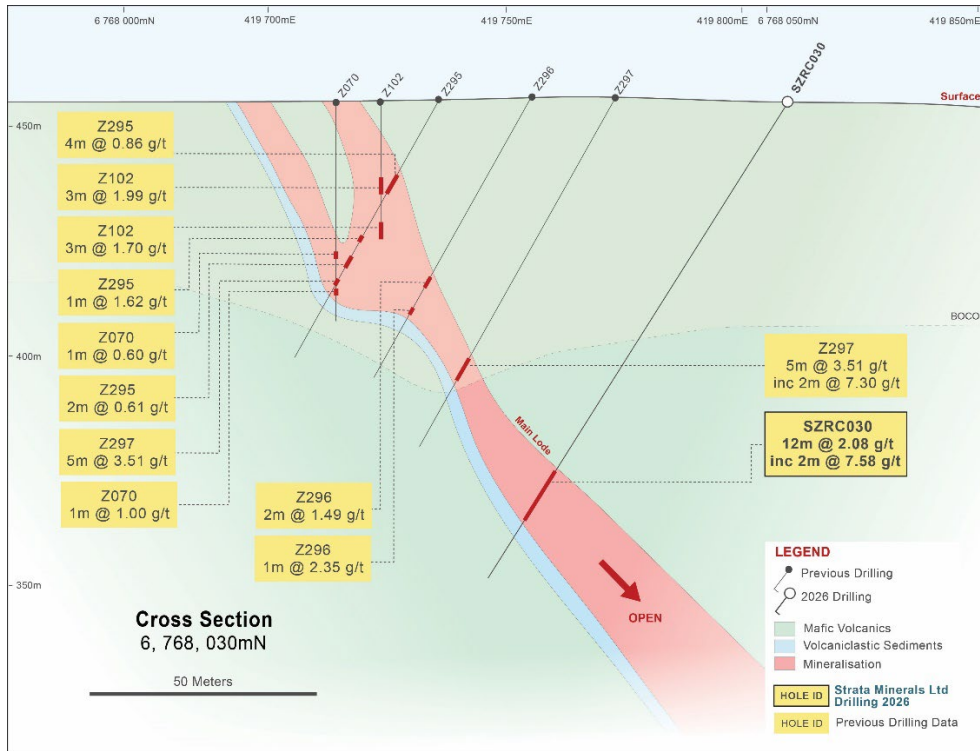 6 768 000mN
419 700mE
419 750mE
419 800mE
6 768 050mN
419 850mE
Z070
Z102
Z295
Z296
Z297
SZRC030
Surface
450m
400m
350m
BOCO
Z295
4m @ 0.86 g/t
Z102
3m @ 1.99 g/t
Z102
3m @ 1.70 g/t
Z295
1m @ 1.62 g/t
Z070
1m @ 0.60 g/t
Z295
2m @ 0.61 g/t
Z297
5m @ 3.51 g/t
Z070
1m @ 1.00 g/t
Z296
2m @ 1.49 g/t
Z296
1m @ 2.35 g/t
Z297
5m @ 3.51 g/t
inc 2m @ 7.30 g/t
SZRC030
12m @ 2.08 g/t
inc 2m @ 7.58 g/t
Main Lode
OPEN
Cross Section
6, 768, 030mN
50 Meters
LEGEND
Previous Drilling
2026 Drilling
Mafic Volcanics
Volcaniclastic Sediments
Mineralisation
HOLE ID
Strata Minerals Ltd
Drilling 2026
HOLE ID
Previous Drilling Data